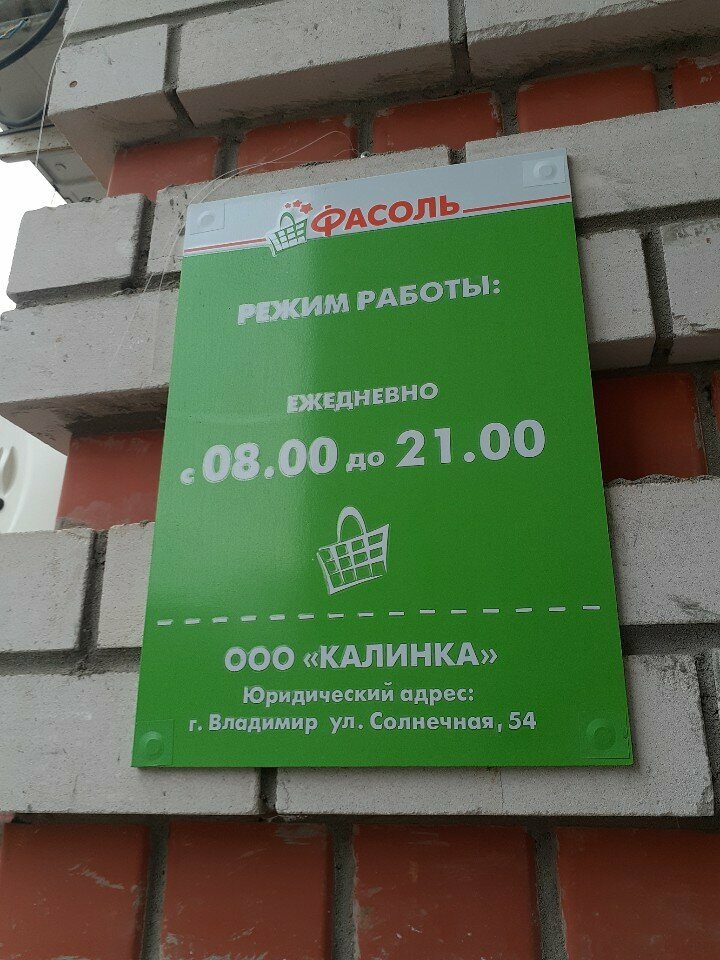 ФАСОЛЬ
РЕЖИМ РАБОТЫ:
ЕЖЕДНЕВНО
с 08.00 до 21.00
ООО «КАЛИНКА»
Юридический адрес:
г. Владимир ул. Солнечная, 54